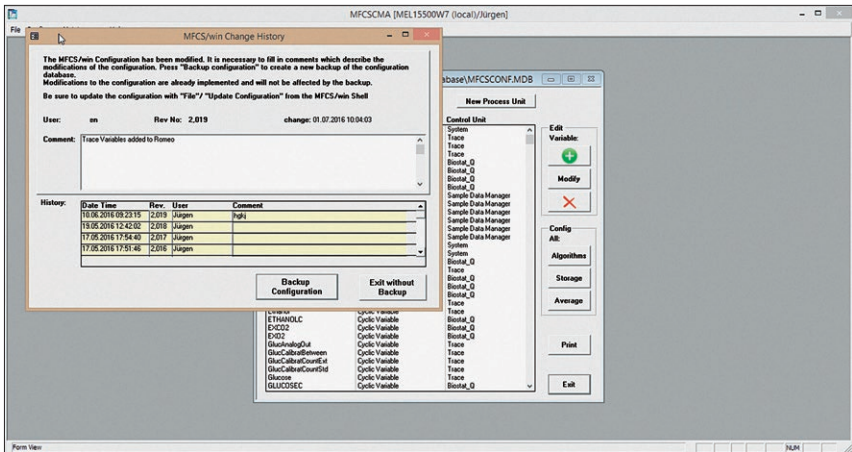 MFCSCMA [MEL15500W7 (local)/Jürgen]
File
MFCS/win Change History
The MFCS/win Configuration has been modified. It is necessary to fill in comments which describe the
modifications of the configuration. Press "Backup configuration" to create a new backup of the configuration
database.
Modifications to the configuration are already implemented and will not be affected by the backup.
Be sure to update the configuration with "File"/ "Update Configuration" from the MFCS/win Shell
User: en Rev No: 2,019 change: 01.07.2016 10:04:03
Comment: Trace Variables added to Romeo
History:
Date Time Rev. User Comment
10.06.2016 09:23:15 2,019 Jürgen hgkj
19.05.2016 12:42:02 2,018 Jürgen
17.05.2016 17:54:40 2,017 Jürgen
17.05.2016 17:51:46 2,016 Jürgen
Backup Configuration
Exit without Backup
abase\MFCSCONF.MDB
New Process Unit
Control Unit
System
Trace
Trace
Trace
Biostat_Q
Biostat_Q
Biostat_Q
Sample Data Manager
Sample Data Manager
Sample Data Manager
Sample Data Manager
Sample Data Manager
System
System
Biostat_Q
Trace
Biostat_Q
Biostat_Q
Biostat_Q
Trace
Ethanol Cyclic Variable Trace
ETHANOLC Cyclic Variable Biostat_Q
EXCO2 Cyclic Variable Biostat_Q
EXO2 Cyclic Variable Biostat_Q
GlucAnalogOut Cyclic Variable Trace
GlucCalibratBetween Cyclic Variable Trace
GlucCalibratCountExt Cyclic Variable Trace
GlucCalibratCountStd Cyclic Variable Trace
Glucose Cyclic Variable Trace
GLUCOSEC Cyclic Variable Biostat_Q
Edit
Variable:
Modify
Config
All:
Algorithms
Storage
Average
Print
Exit
Form View
NUM